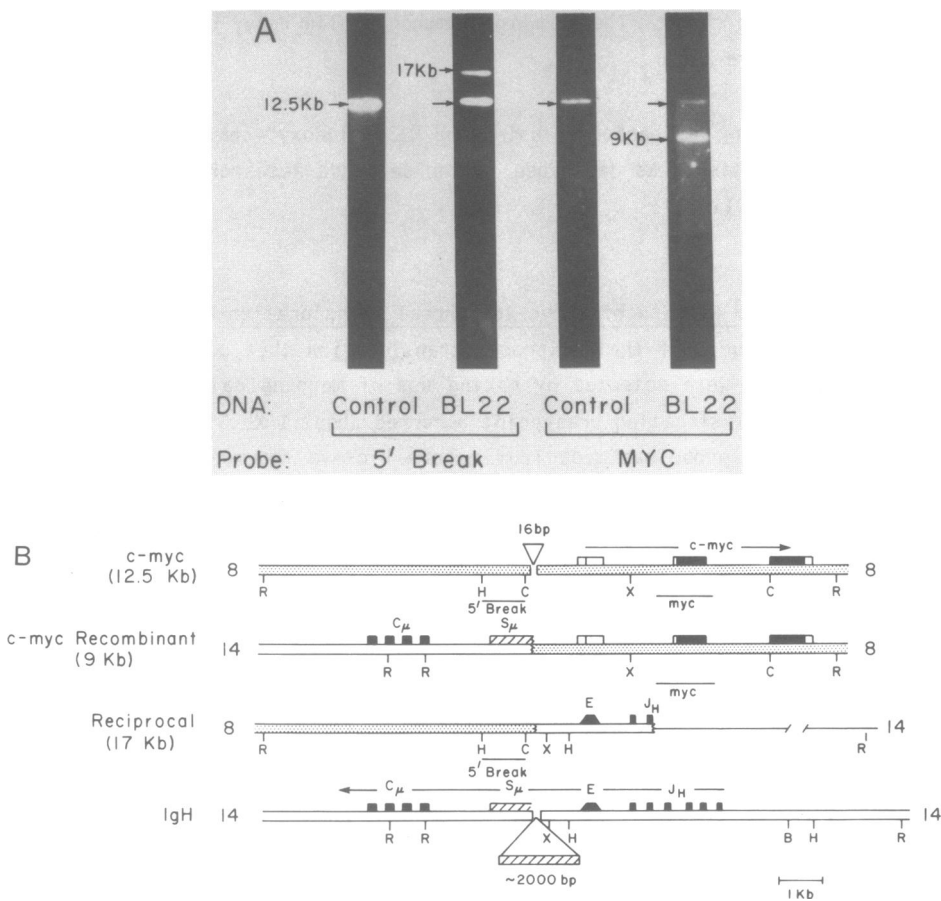 A
17Kb
12.5Kb
9Kb
DNA: Control BL22 Control BL22
Probe: 5' Break MYC
B
16bp
c-myc
c-myc
(12.5 Kb)
8 8
R H C X C R
5' Break myc
Cμ Sμ
c-myc Recombinant
(9 Kb)
14 8
R R X C R
myc
E JH
Reciprocal
(17 Kb)
8 14
R H C X H R
5' Break
Cμ Sμ E JH
IgH 14 14
R R X H B H R
~2000 bp
1 Kb